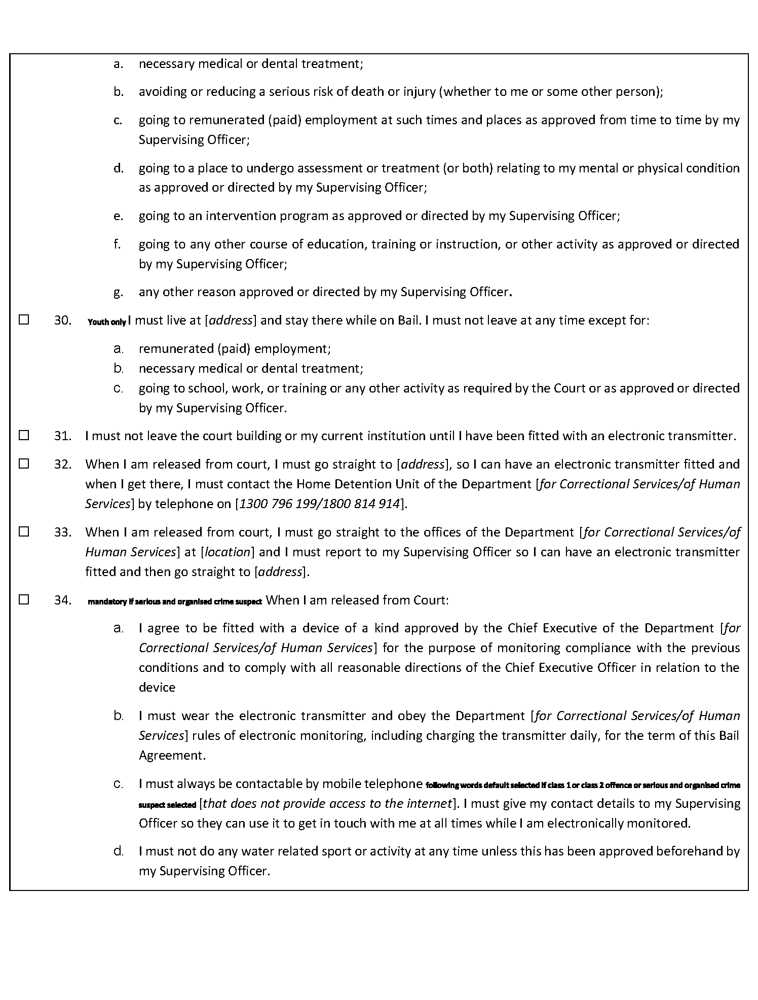 a. necessary medical or dental treatment;
b. avoiding or reducing a serious risk of death or injury (whether to me or some other person);
c. going to remunerated (paid) employment at such times and places as approved from time to time by my
Supervising Officer;
d. going to a place to undergo assessment or treatment (or both) relating to my mental or physical condition
as approved or directed by my Supervising Officer;
e. going to an intervention program as approved or directed by my Supervising Officer;
f. going to any other course of education, training or instruction, or other activity as approved or directed
by my Supervising Officer;
g. any other reason approved or directed by my Supervising Officer.
☐ 30. Youth only I must live at [address] and stay there while on Bail. I must not leave at any time except for:
a. remunerated (paid) employment;
b. necessary medical or dental treatment;
c. going to school, work, or training or any other activity as required by the Court or as approved or directed
by my Supervising Officer.
☐ 31. I must not leave the court building or my current institution until I have been fitted with an electronic transmitter.
☐ 32. When I am released from court, I must go straight to [address], so I can have an electronic transmitter fitted and
when I get there, I must contact the Home Detention Unit of the Department [for Correctional Services/of Human
Services] by telephone on [1300 796 199/1800 814 914].
☐ 33. When I am released from court, I must go straight to the offices of the Department [for Correctional Services/of
Human Services] at [location] and I must report to my Supervising Officer so I can have an electronic transmitter
fitted and then go straight to [address].
☐ 34. mandatory if serious and organised crime suspect When I am released from Court:
a. I agree to be fitted with a device of a kind approved by the Chief Executive of the Department [for
Correctional Services/of Human Services] for the purpose of monitoring compliance with the previous
conditions and to comply with all reasonable directions of the Chief Executive Officer in relation to the
device
b. I must wear the electronic transmitter and obey the Department [for Correctional Services/of Human
Services] rules of electronic monitoring, including charging the transmitter daily, for the term of this Bail
Agreement.
c. I must always be contactable by mobile telephone following words default selected if class 1 or class 2 offence or serious and organised crime
suspect selected [that does not provide access to the internet]. I must give my contact details to my Supervising
Officer so they can use it to get in touch with me at all times while I am electronically monitored.
d. I must not do any water related sport or activity at any time unless this has been approved beforehand by
my Supervising Officer.